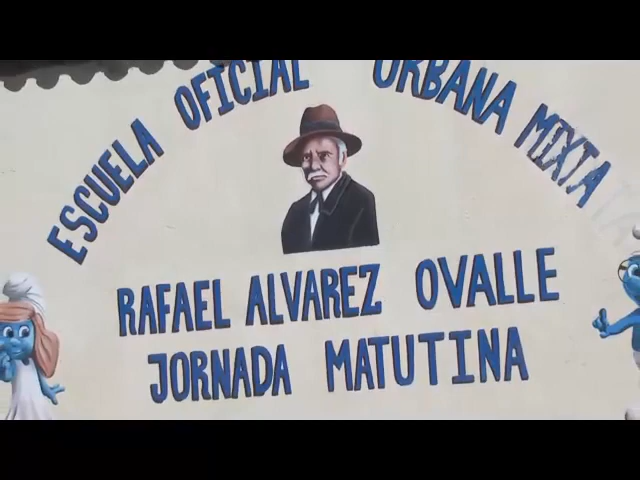 ESCUELA OFICIAL URBANA MIXTA
RAFAEL ALVAREZ OVALLE
JORNADA MATUTINA